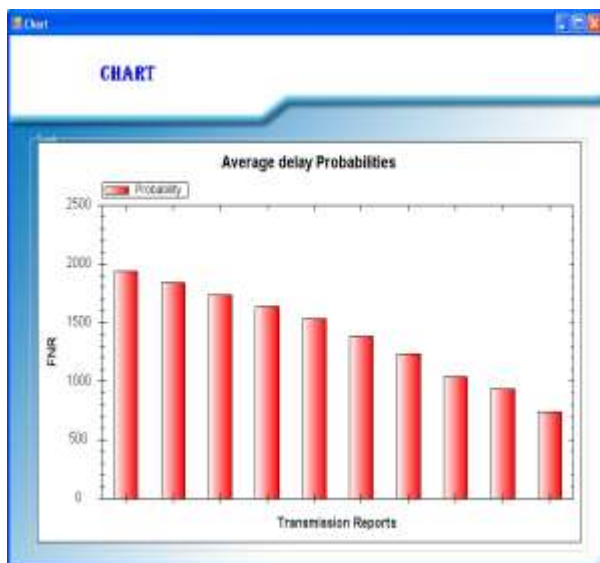 Chart
CHART
Average delay Probabilities
Probability
2500
2000
1500
1000
500
0
FNR
Transmission Reports